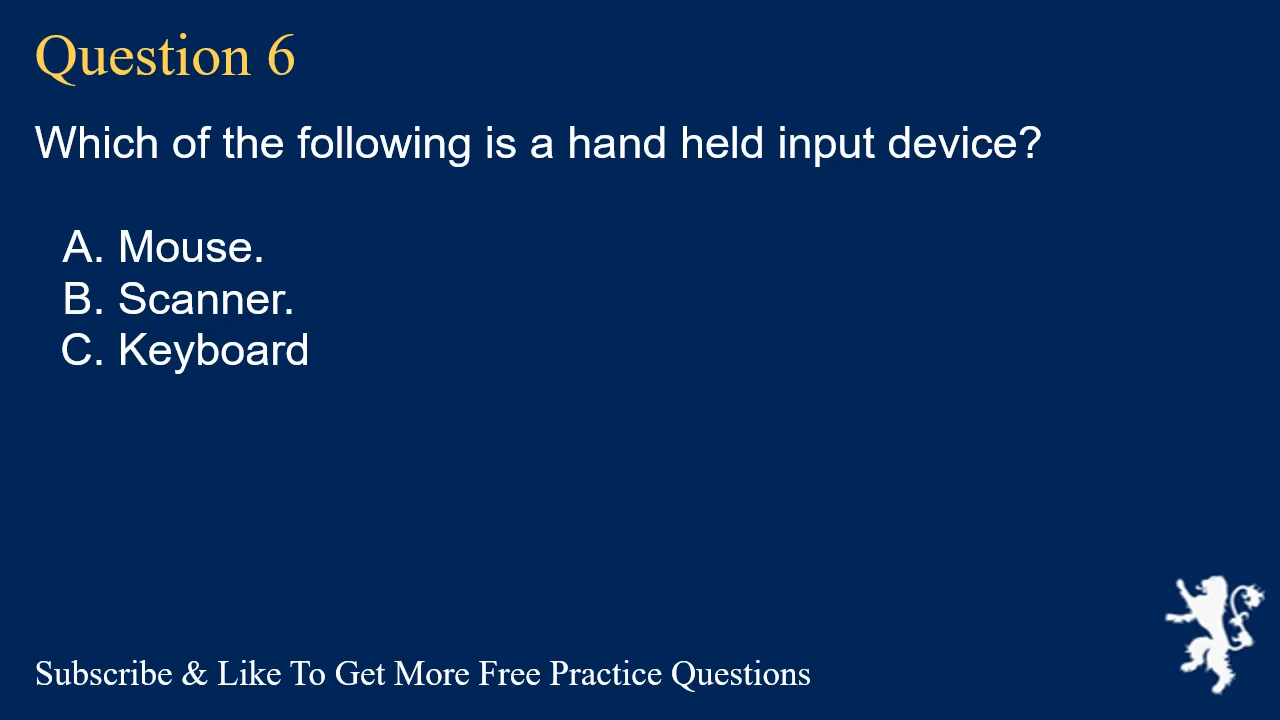 Question 6
Which of the following is a hand held input device?
A. Mouse.
B. Scanner.
C. Keyboard
Subscribe & Like To Get More Free Practice Questions